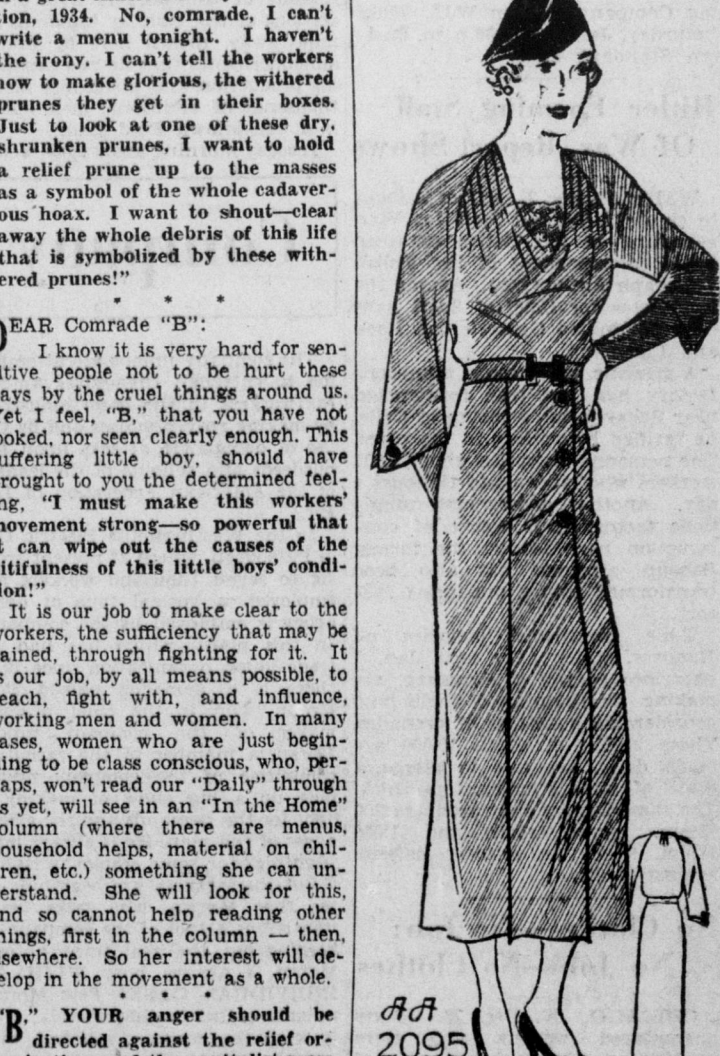 tion, 1934. No, comrade, I can't
write a menu tonight. I haven't
the irony. I can't tell the workers
how to make glorious, the withered
prunes they get in their boxes.
Just to look at one of these dry,
shrunken prunes, I want to hold
a relief prune up to the masses
as a symbol of the whole cadaver-
ous hoax. I want to shout—clear
away the whole debris of this life
that is symbolized by these with-
ered prunes!"
* * *
DEAR Comrade "B":
I know it is very hard for sen-
itive people not to be hurt these
ays by the cruel things around us.
Yet I feel, "B," that you have not
ooked, nor seen clearly enough. This
uffering little boy, should have
rought to you the determined feel-
ng, "I must make this workers'
movement strong—so powerful that
t can wipe out the causes of the
itifulness of this little boys' condi-
ion!"
It is our job to make clear to the
workers, the sufficiency that may be
ained, through fighting for it. It
s our job, by all means possible, to
each, fight with, and influence,
working men and women. In many
ases, women who are just begin-
ning to be class conscious, who, per-
aps, won't read our "Daily" through
s yet, will see in an "In the Home"
olumn (where there are menus,
ousehold helps, material on chil-
ren, etc.) something she can un-
erstand. She will look for this,
nd so cannot help reading other
hings, first in the column — then,
lsewhere. So her interest will de-
elop in the movement as a whole.
* * *
"B," YOUR anger should be
directed against the relief or-
AA
2095